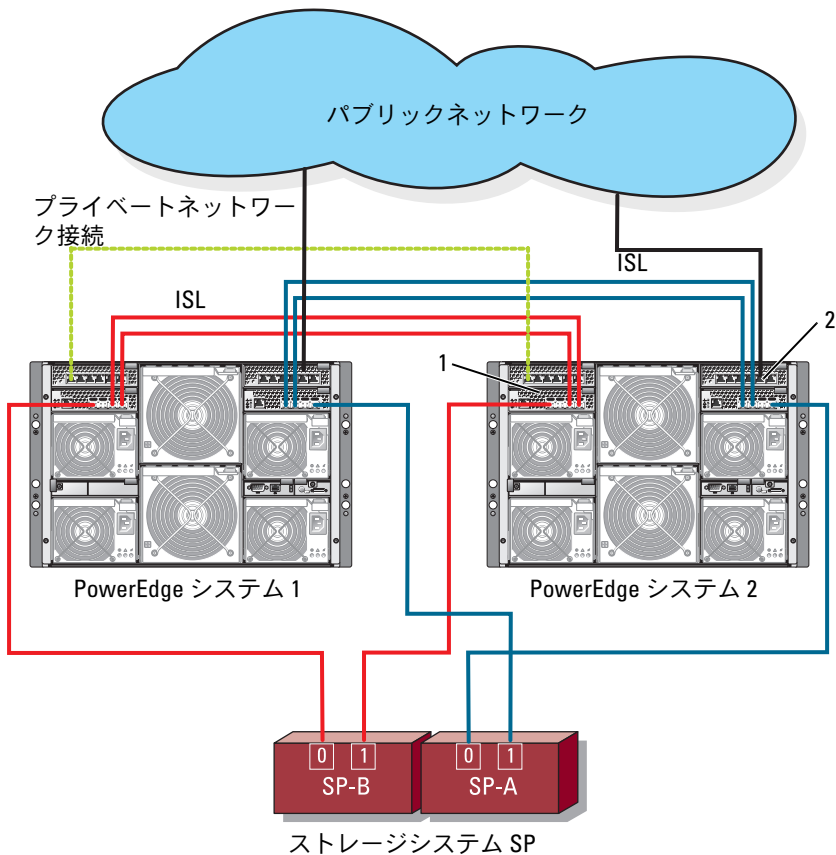 パブリックネットワーク
プライベートネットワー
ク接続
ISL
ISL
2
1
PowerEdge システム 1
PowerEdge システム 2
0 1
0 1
SP-B
SP-A
ストレージシステム SP